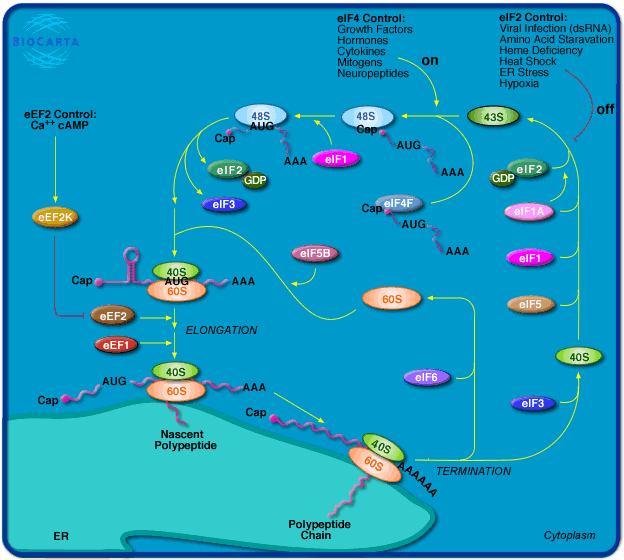 BIOCARTA
eIF4 Control:
Growth Factors
Hormones
Cytokines
Mitogens
Neuropeptides
on
eIF2 Control:
Viral Infection (dsRNA)
Amino Acid Staravation
Heme Deficiency
Heat Shock
ER Stress
Hypoxia
off
eEF2 Control:
Ca++ cAMP
48S
AUG
Cap
AAA
eIF1
48S
Cap
AUG
AAA
43S
eIF2
GDP
eIF3
eIF4F
Cap
AUG
AAA
eIF2
GDP
eIF1A
eIF1
eIF5
40S
eIF3
eEF2K
eIF5B
40S
AUG
60S
Cap
AAA
60S
eEF2
ELONGATION
eEF1
40S
60S
AUG
AAA
Cap
eIF6
Nascent
Polypeptide
Cap
40S
60S
AAAAAA
TERMINATION
Polypeptide
Chain
ER
Cytoplasm